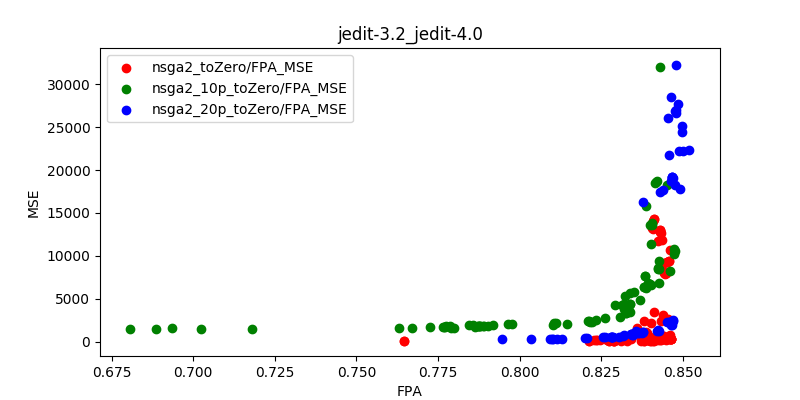 jedit-3.2_jedit-4.0
nsga2_toZero/FPA_MSE
nsga2_10p_toZero/FPA_MSE
nsga2_20p_toZero/FPA_MSE
MSE
30000
25000
20000
15000
10000
5000
0
0.675 0.700 0.725 0.750 0.775 0.800 0.825 0.850
FPA